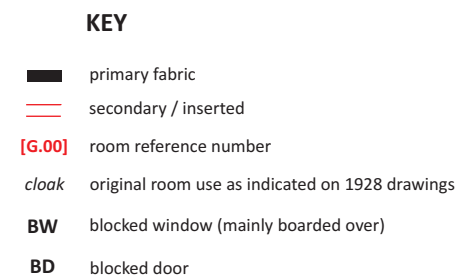 KEY
primary fabric
secondary / inserted
[G.00] room reference number
cloak original room use as indicated on 1928 drawings
BW blocked window (mainly boarded over)
BD blocked door